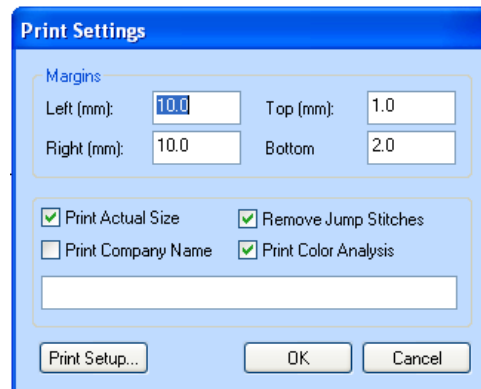 Print Settings
Margins
Left (mm): 10.0 Top (mm): 1.0
Right (mm): 10.0 Bottom 2.0
Print Actual Size Remove Jump Stitches
Print Company Name Print Color Analysis
Print Setup... OK Cancel